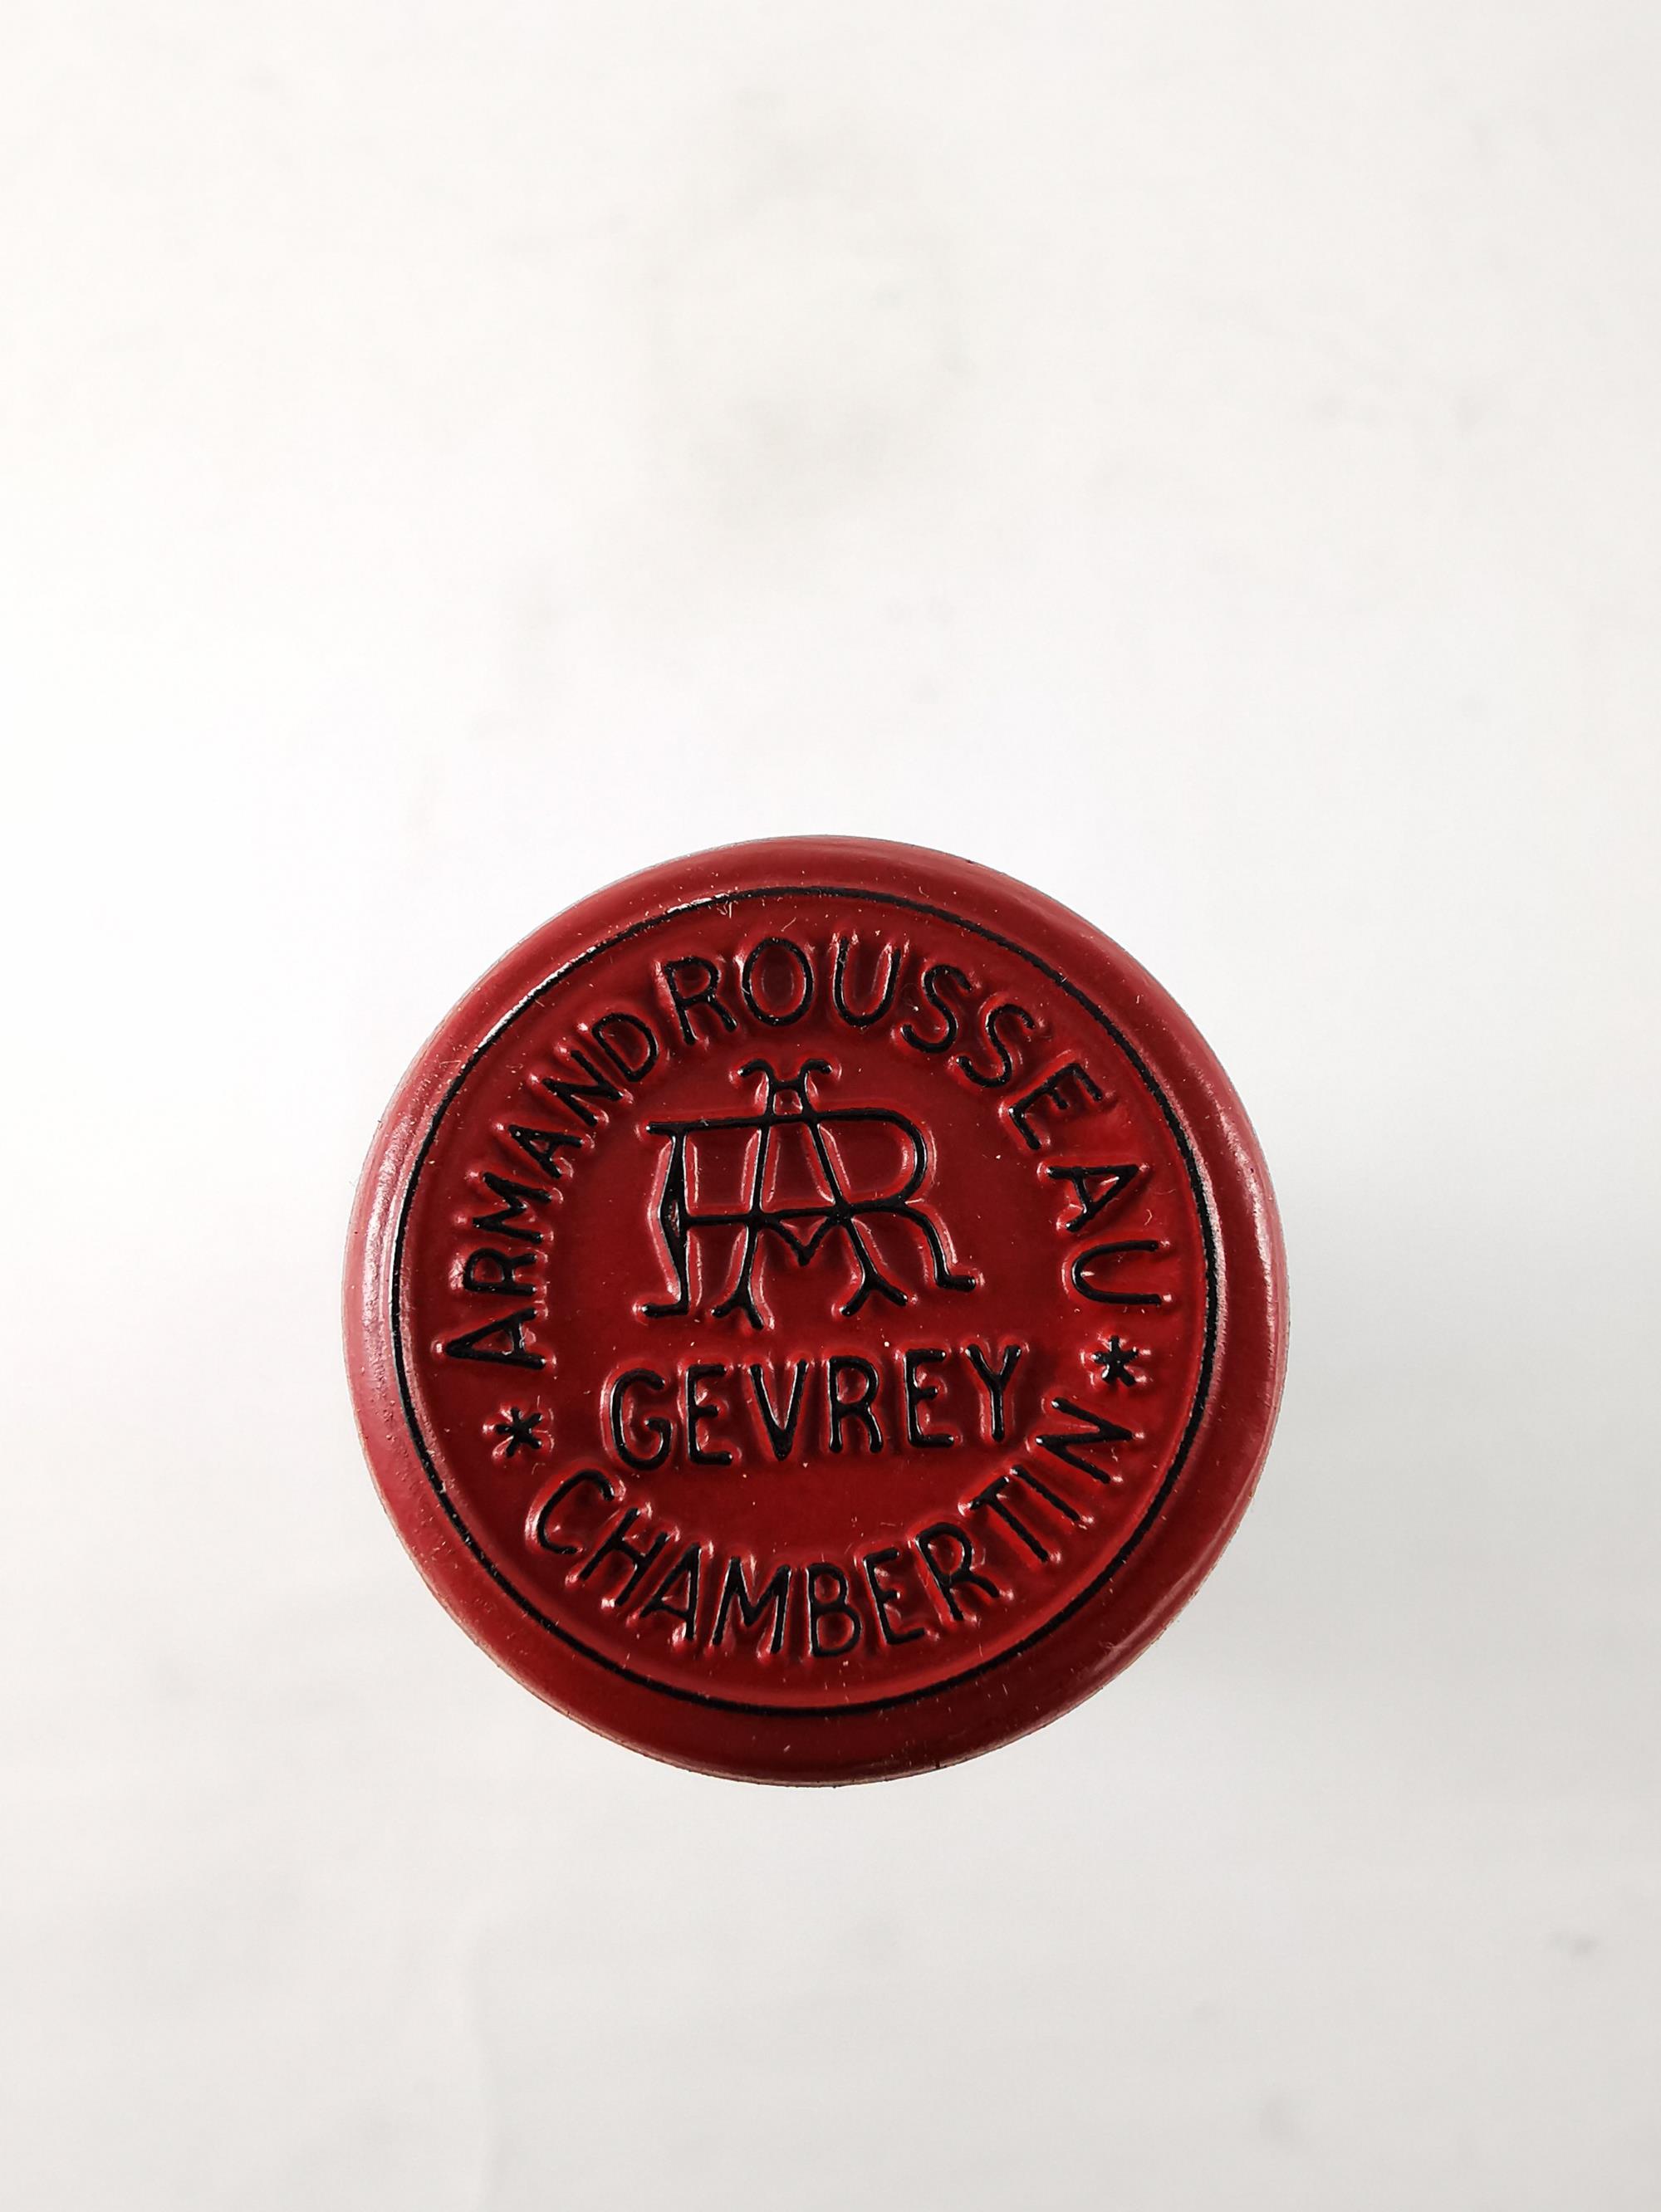 ARMAND ROUSSEAU
AR
GEVREY
* CHAMBERTIN *